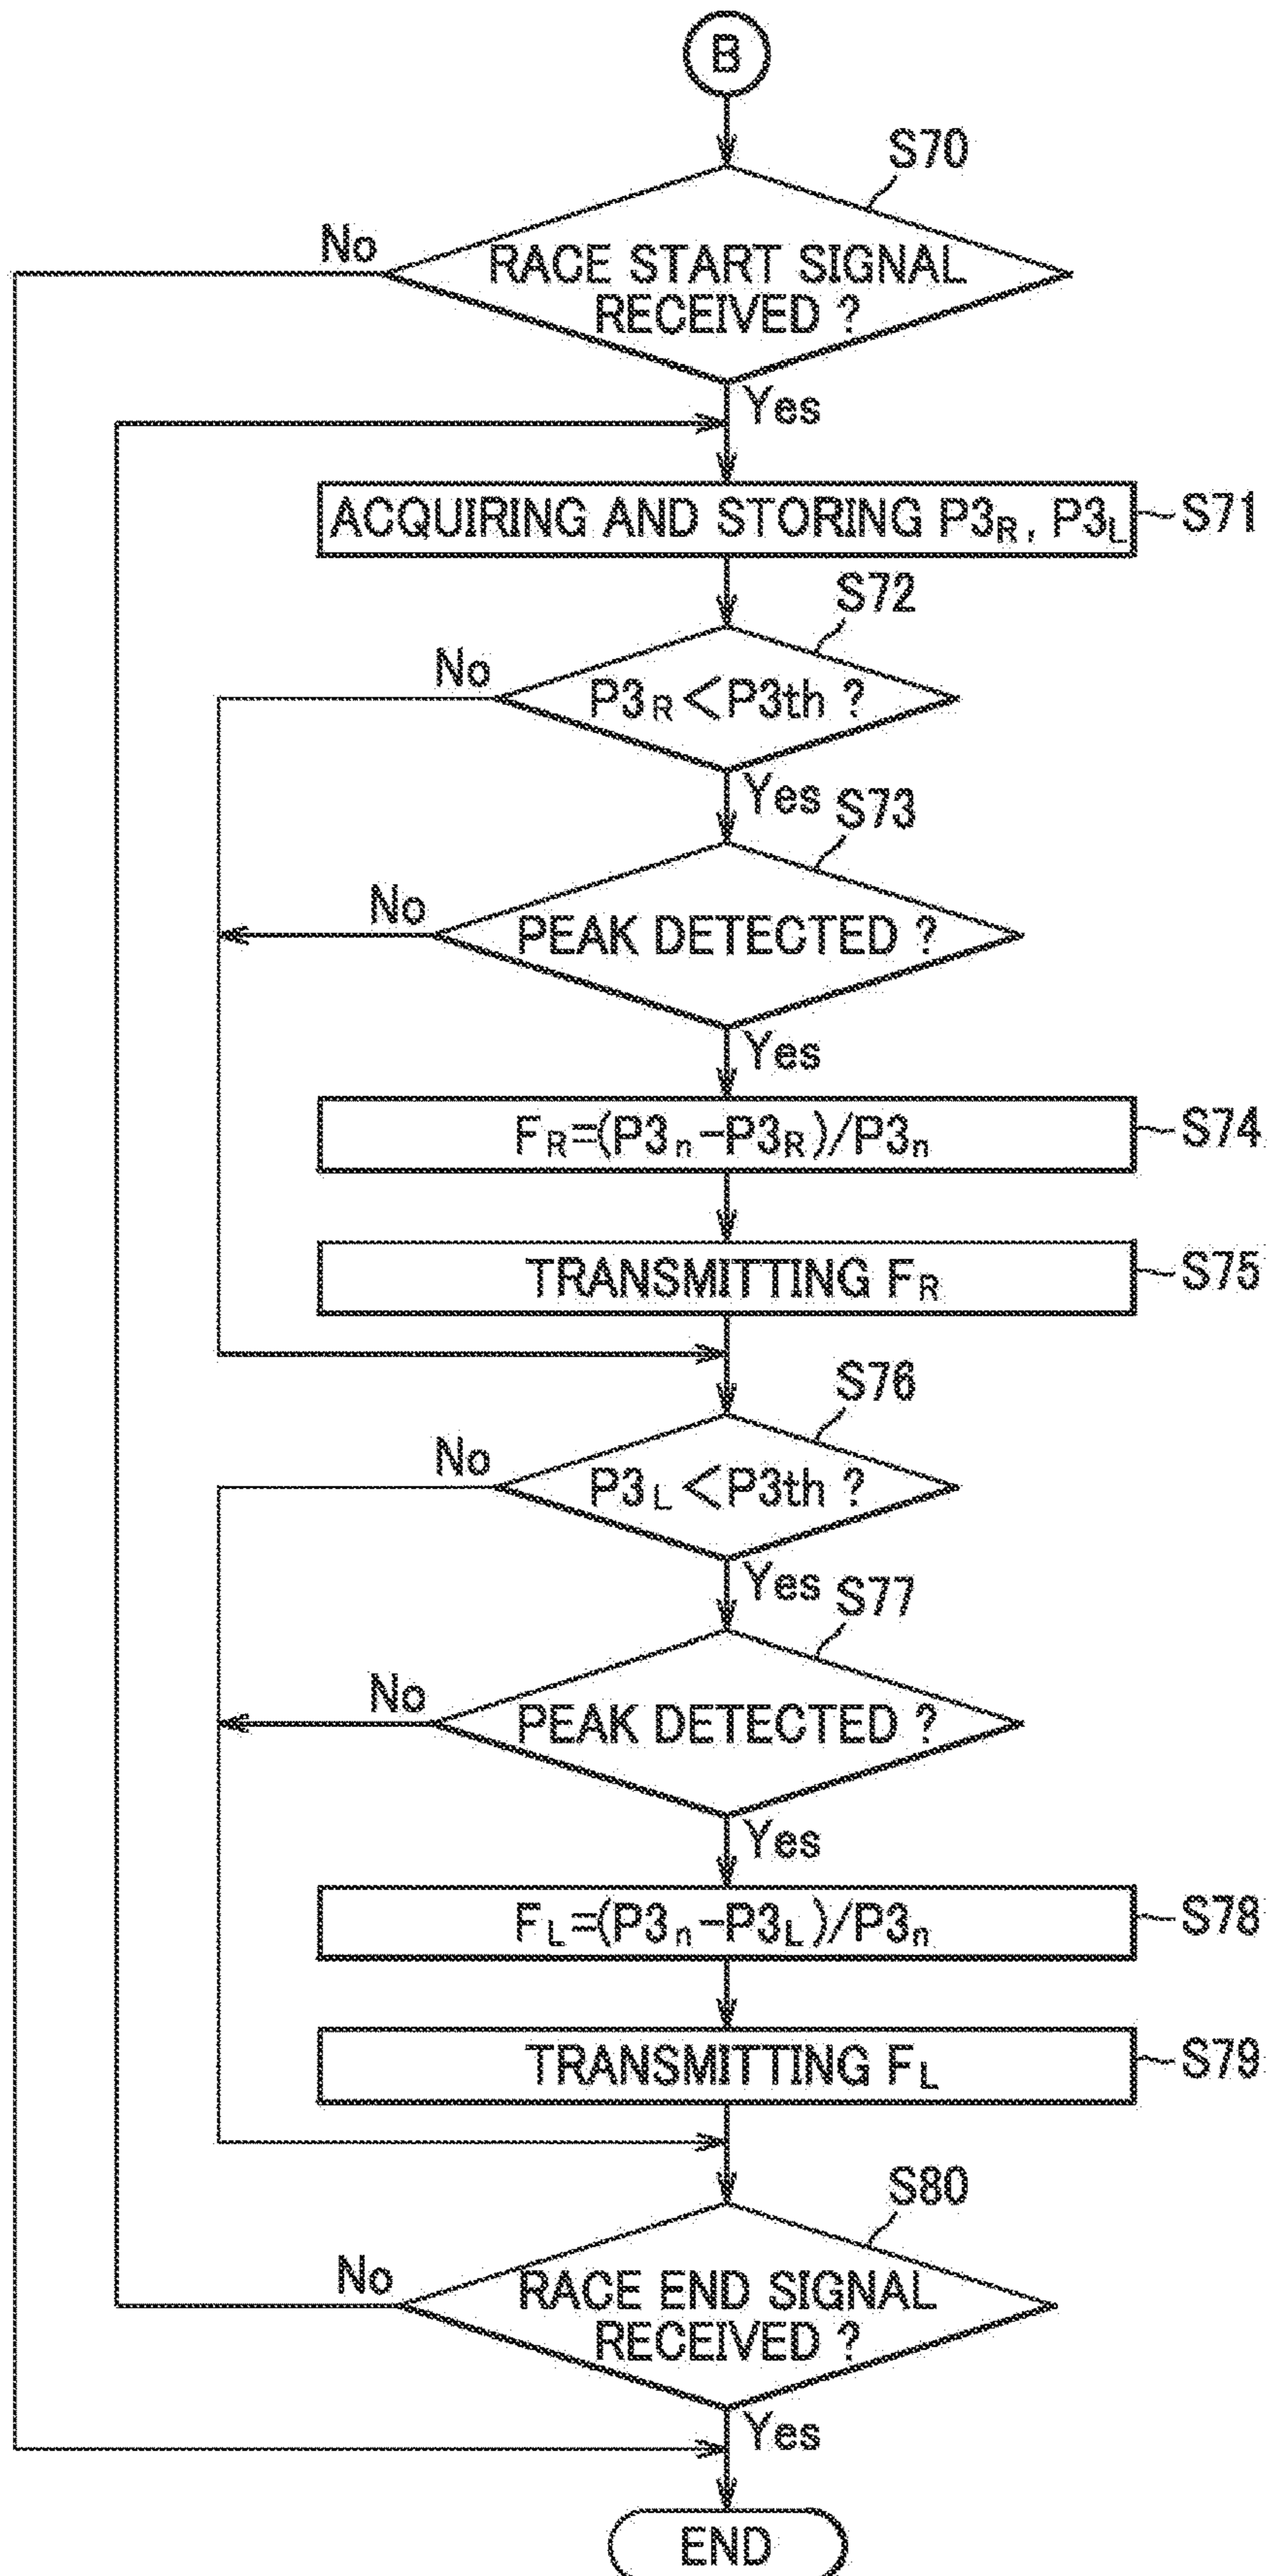 B
S70
No
RACE START SIGNAL
RECEIVED ?
Yes
ACQUIRING AND STORING P3R, P3L
S71
S72
No
P3R<P3th ?
Yes
S73
No
PEAK DETECTED ?
Yes
FR=(P3n-P3R)/P3n
S74
TRANSMITTING FR
S75
S76
No
P3L<P3th ?
Yes
S77
No
PEAK DETECTED ?
Yes
FL=(P3n-P3L)/P3n
S78
TRANSMITTING FL
S79
S80
No
RACE END SIGNAL
RECEIVED ?
Yes
END